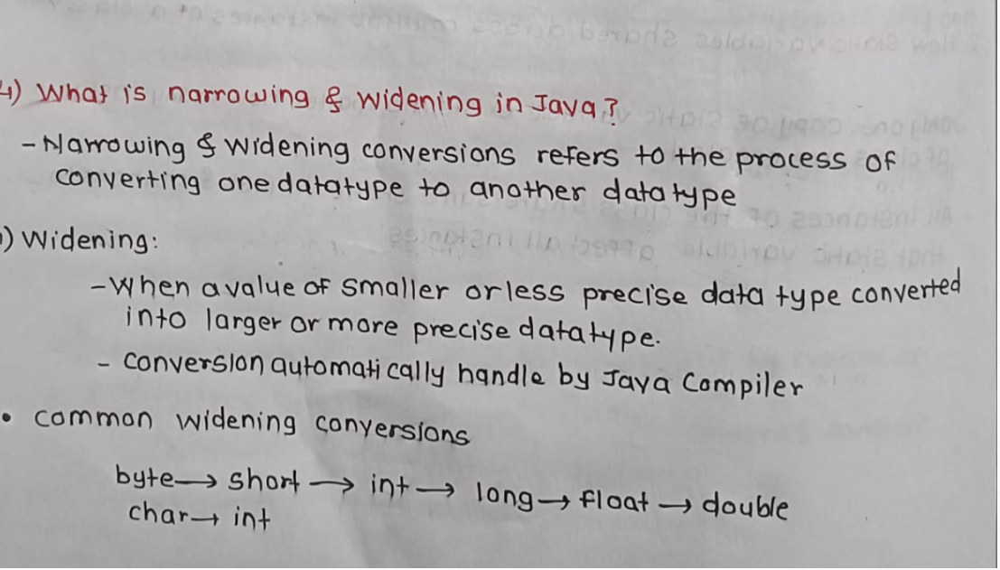 4) What is narrowing & widening in Java?
- Narrowing & widening conversions refers to the process of
converting one datatype to another datatype
1) Widening:
- When a value of smaller or less precise data type converted
into larger or more precise datatype.
- conversion automatically handle by Java Compiler
• common widening conversions
byte → short → int → long → float → double
char → int